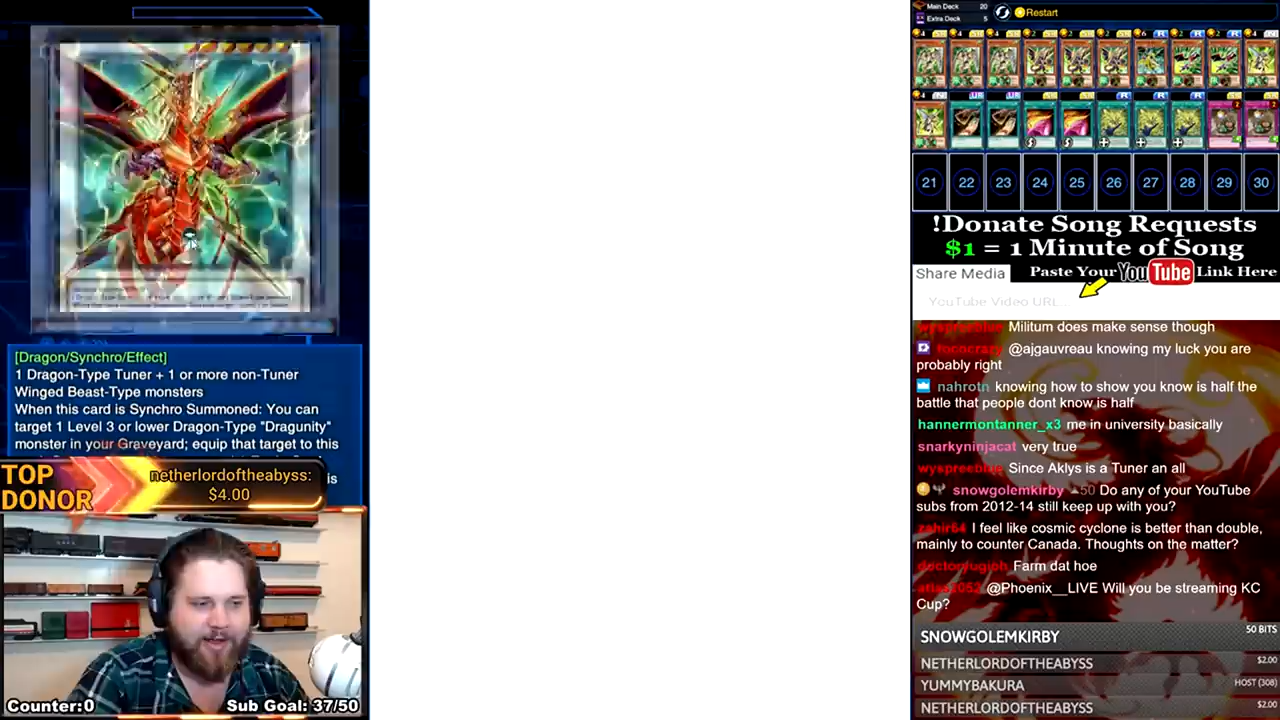 [Dragon/Synchro/Effect]
1 Dragon-Type Tuner + 1 or more non-Tuner
Winged Beast-Type monsters
When this card is Synchro Summoned: You can
target 1 Level 3 or lower Dragon-Type "Dragunity"
monster in your Graveyard; equip that target to this
is
TOP
DONOR
netherlordoftheabyss:
$4.00
Counter:0
Sub Goal: 37/50
Main Deck 20
Extra Deck 5
Restart
21 22 23 24 25 26 27 28 29 30
!Donate Song Requests
$1 = 1 Minute of Song
Share Media
Paste Your YouTube Link Here
YouTube Video URL...
wyspreeblue Militum does make sense though
@ajgauvreau knowing my luck you are
probably right
nahrotn knowing how to show you know is half the
battle that people dont know is half
hannermontanner_x3 me in university basically
snarkyninjacat very true
wyspreeblue Since Aklys is a Tuner an all
snowgolemkirby 50 Do any of your YouTube
subs from 2012-14 still keep up with you?
I feel like cosmic cyclone is better than double,
mainly to counter Canada. Thoughts on the matter?
Farm dat hoe
@Phoenix__LIVE Will you be streaming KC
Cup?
SNOWGOLEMKIRBY 50 BITS
NETHERLORDOFTHEABYSS $2.00
YUMMYBAKURA HOST (308)
NETHERLORDOFTHEABYSS $2.00